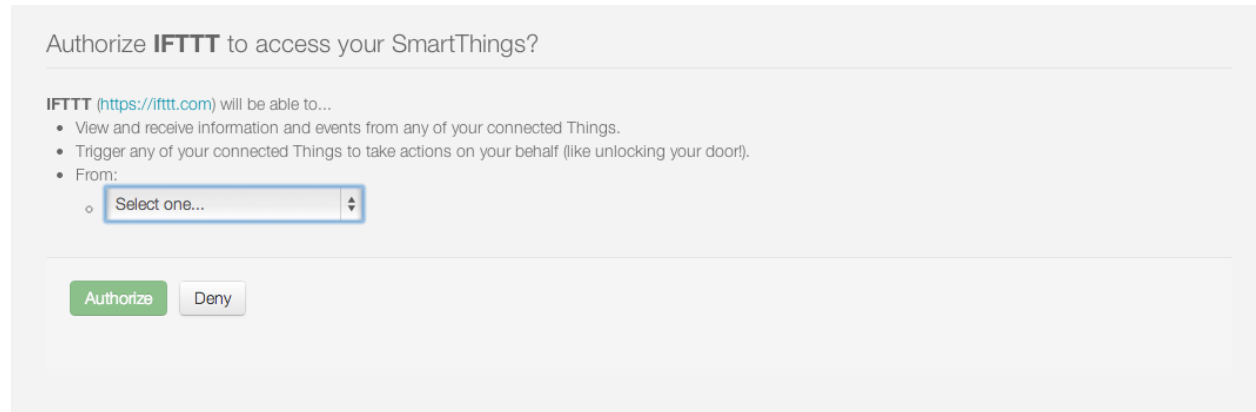 Authorize IFTTT to access your SmartThings?
IFTTT (https://ifttt.com) will be able to...
• View and receive information and events from any of your connected Things.
• Trigger any of your connected Things to take actions on your behalf (like unlocking your door!).
• From:
Select one...
Authorize Deny